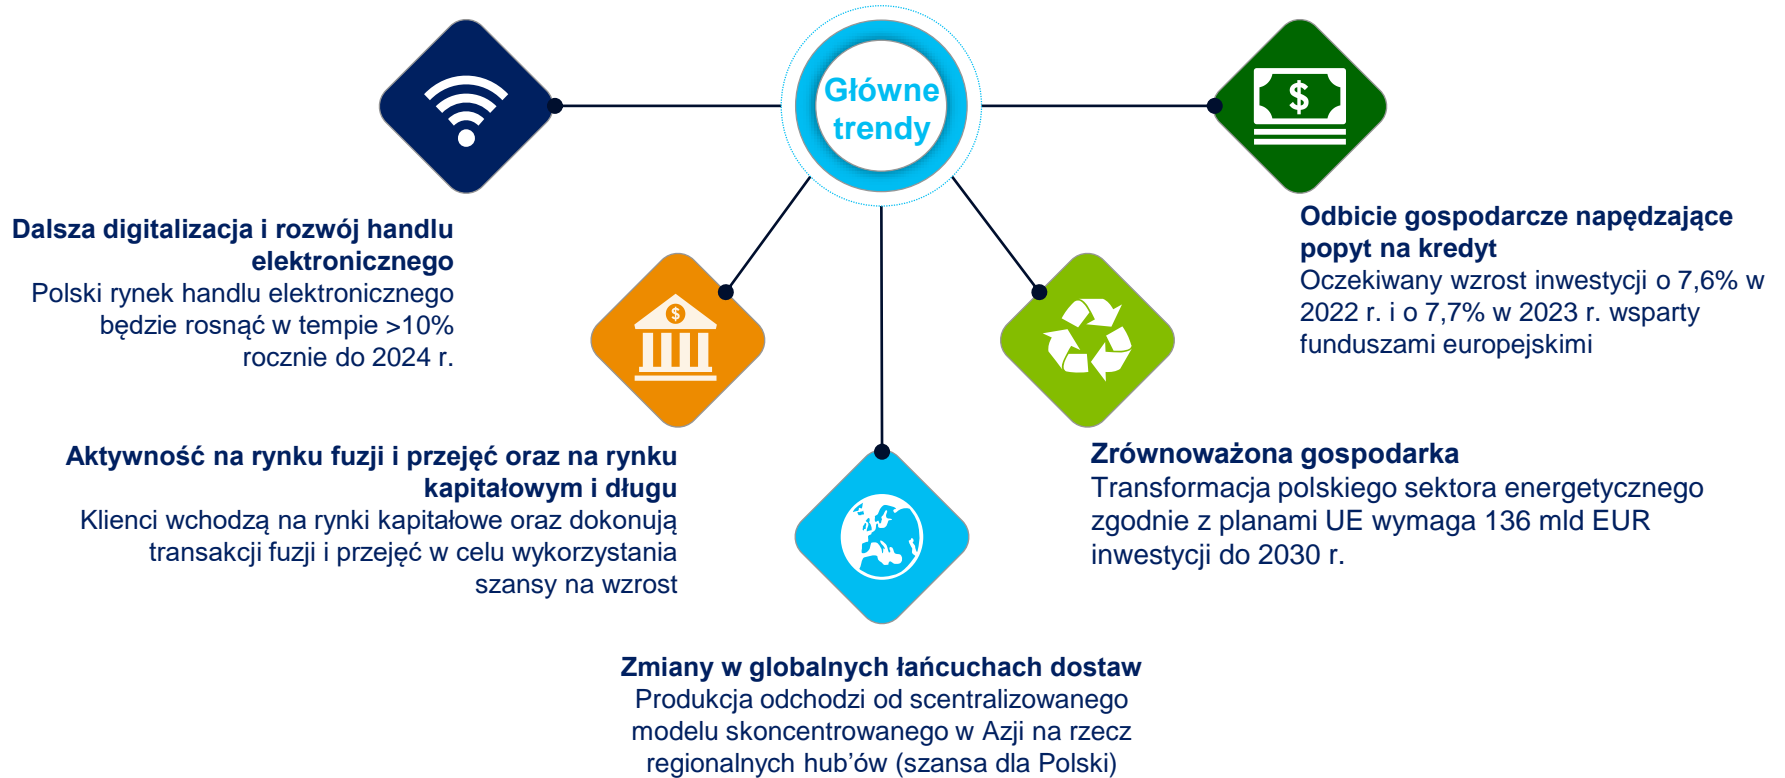 Główne
trendy
Dalsza digitalizacja i rozwój handlu
elektronicznego
Polski rynek handlu elektronicznego
będzie rosnąć w tempie >10%
rocznie do 2024 r.
Aktywność na rynku fuzji i przejęć oraz na rynku
kapitałowym i długu
Klienci wchodzą na rynki kapitałowe oraz dokonują
transakcji fuzji i przejęć w celu wykorzystania
szansy na wzrost
Zmiany w globalnych łańcuchach dostaw
Produkcja odchodzi od scentralizowanego
modelu skoncentrowanego w Azji na rzecz
regionalnych hub'ów (szansa dla Polski)
Zrównoważona gospodarka
Transformacja polskiego sektora energetycznego
zgodnie z planami UE wymaga 136 mld EUR
inwestycji do 2030 r.
Odbicie gospodarcze napędzające
popyt na kredyt
Oczekiwany wzrost inwestycji o 7,6% w
2022 r. i o 7,7% w 2023 r. wsparty
funduszami europejskimi
$
$